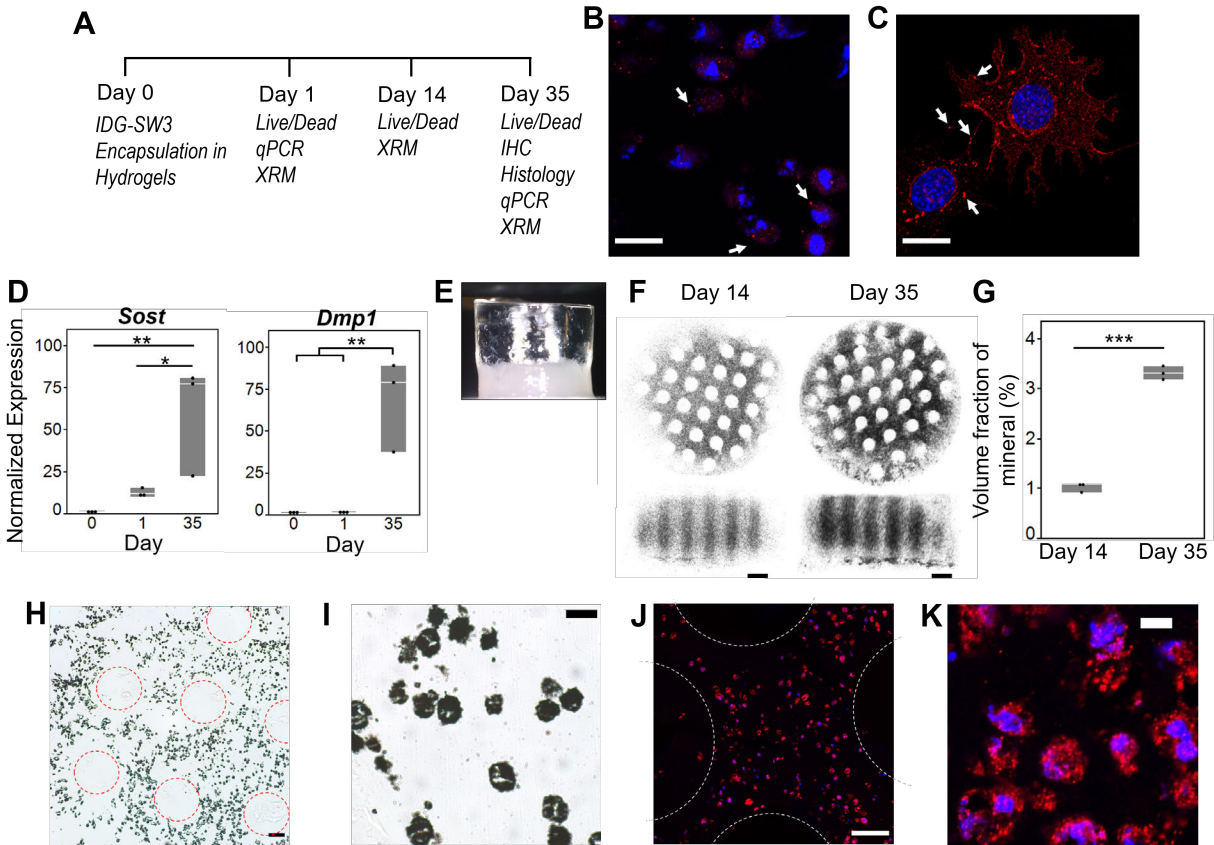 A
Day 0
IDG-SW3
Encapsulation in
Hydrogels
Day 1
Live/Dead
qPCR
XRM
Day 14
Live/Dead
XRM
Day 35
Live/Dead
IHC
Histology
qPCR
XRM
B
C
D
Sost
Normalized Expression
100
75
50
25
0
**
*
0 1 35
Day
Dmp1
100
75
50
25
0
**
0 1 35
Day
E
F
Day 14
Day 35
G
Volume fraction of
mineral (%)
4
3
2
1
0
***
Day 14
Day 35
H
I
J
K